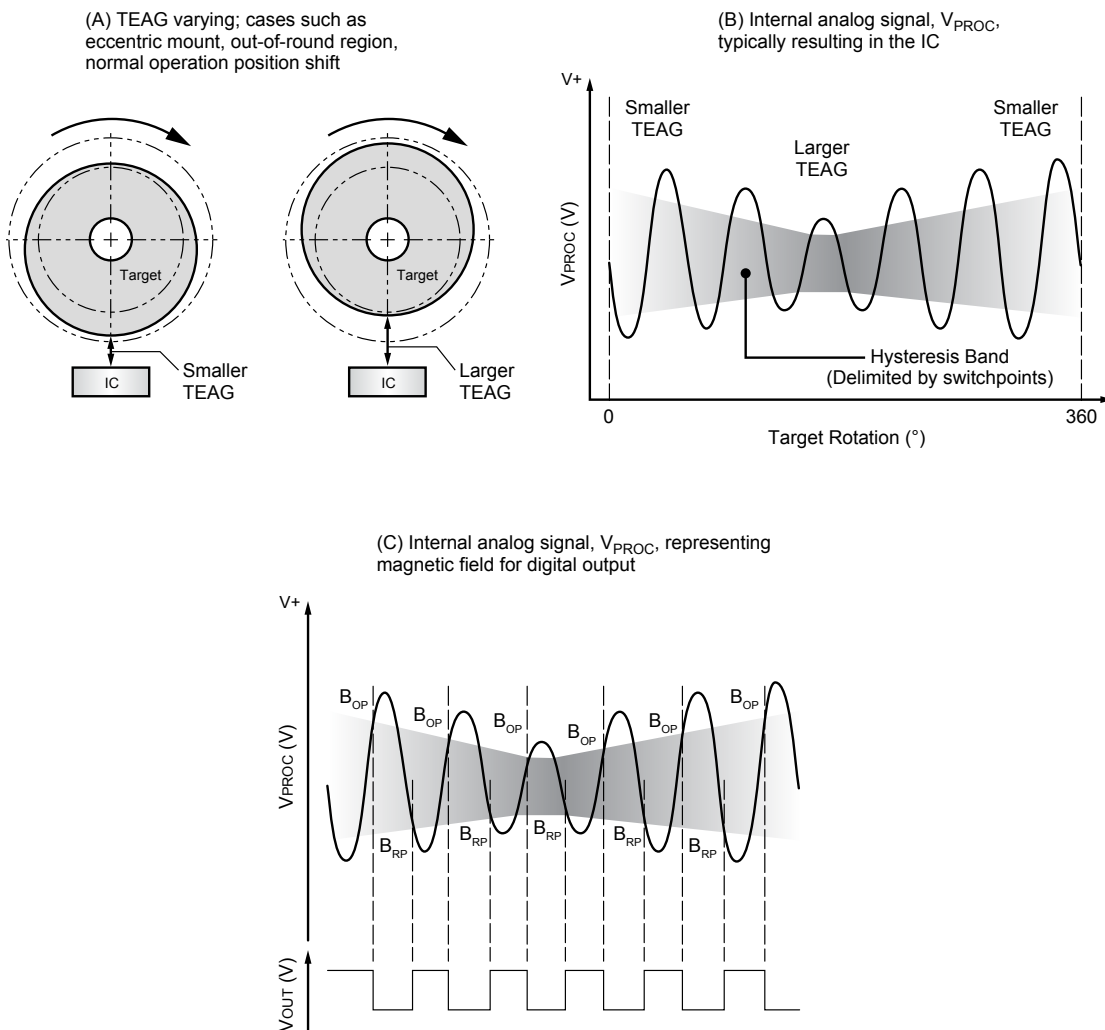 (A) TEAG varying; cases such as
eccentric mount, out-of-round region,
normal operation position shift
Target
IC
Smaller
TEAG
Target
IC
Larger
TEAG
(B) Internal analog signal, VPROC,
typically resulting in the IC
V+
VPROC (V)
Smaller
TEAG
Larger
TEAG
Smaller
TEAG
Hysteresis Band
(Delimited by switchpoints)
0
360
Target Rotation (°)
(C) Internal analog signal, VPROC, representing
magnetic field for digital output
V+
VPROC (V)
BOP
BOP
BOP
BOP
BOP
BOP
BRP
BRP
BRP
BRP
BRP
VOUT (V)